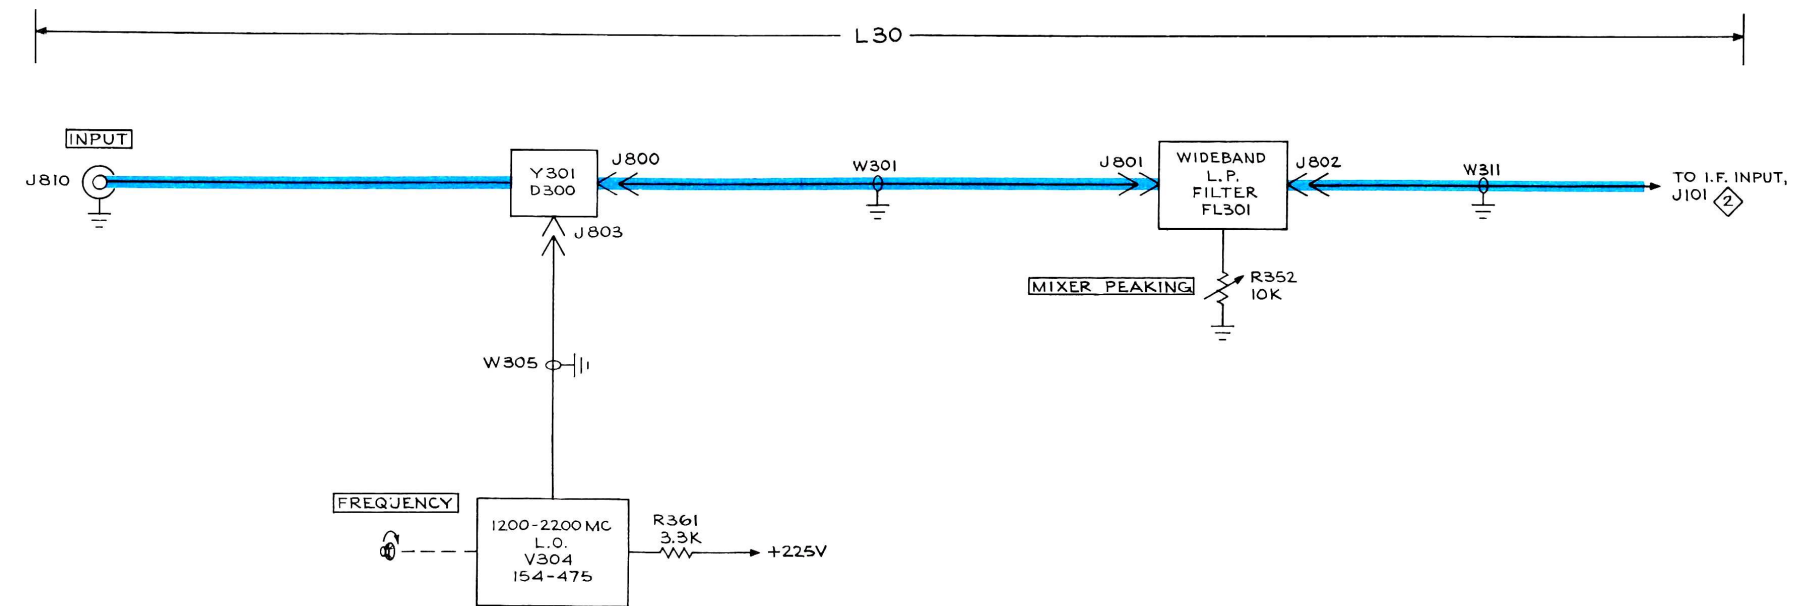 L30
INPUT
J810
Y301
D300
J800
W301
J801
WIDEBAND
L.P.
FILTER
FL301
J802
W311
TO I.F. INPUT,
J101 2
J803
MIXER PEAKING
R352
10K
W305
FREQUENCY
1200-2200 MC
L.O.
V304
154-475
R361
3.3K
+225V